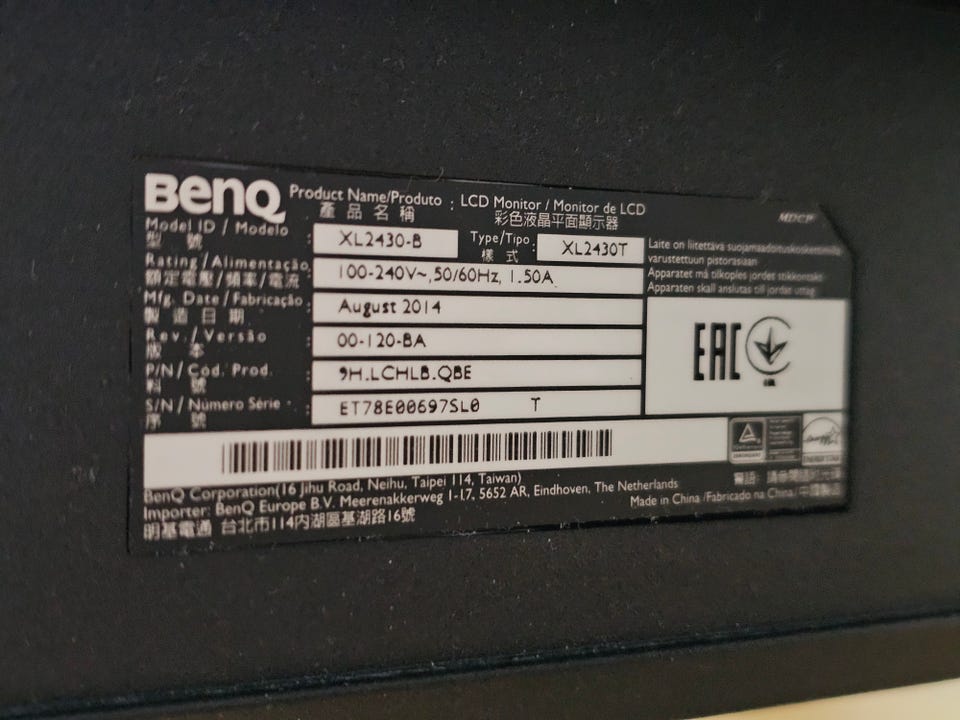 BenQ
Product Name/Produto : LCD Monitor / Monitor de LCD
產品名稱 彩色液晶平面顯示器
MDCP
Model ID / Modelo : XL2430-B
型號
Type/Tipo : XL2430T
樣式
Rating/Alimentação : 100-240V~,50/60Hz, 1.50A
額定電壓/頻率/電流
Mfg. Date/Fabricação : August 2014
製造日期
Rev./Versão : 00-120-BA
版本
P/N/Cód. Prod. : 9H.LCHLB.QBE
料號
S/N/Número Série : ET78E00697SL0 T
序號
Laite on liitettävä suojamaadoituskoskettimilla
varustettuun pistorasiaan
Apparatet må tilkoples jordet stikkontakt
Apparaten skall anslutas till jordat uttag
EAC
BenQ Corporation(16 Jihu Road, Neihu, Taipei 114, Taiwan)
Importer: BenQ Europe B.V. Meerenakkerweg 1-17, 5652 AR, Eindhoven, The Netherlands
明基電通 台北市114內湖區基湖路16號
Made in China /Fabricado na China/ 中國製造